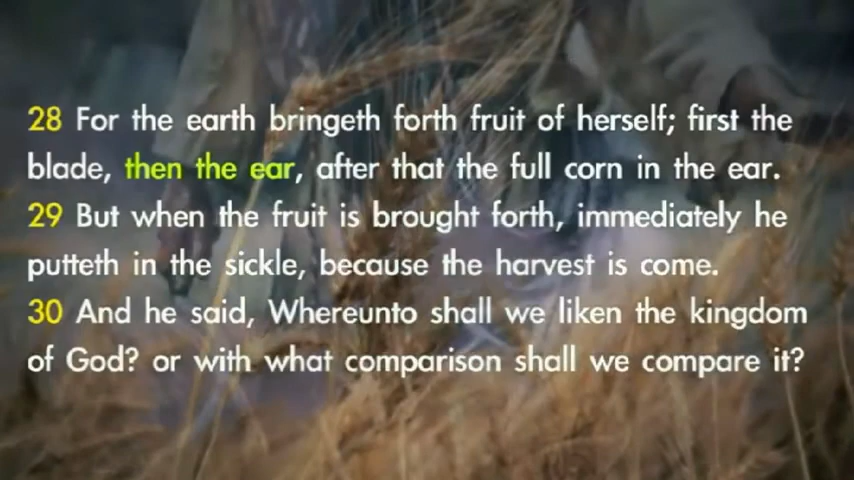 28 For the earth bringeth forth fruit of herself; first the
blade, then the ear, after that the full corn in the ear.
29 But when the fruit is brought forth, immediately he
putteth in the sickle, because the harvest is come.
30 And he said, Whereunto shall we liken the kingdom
of God? or with what comparison shall we compare it?